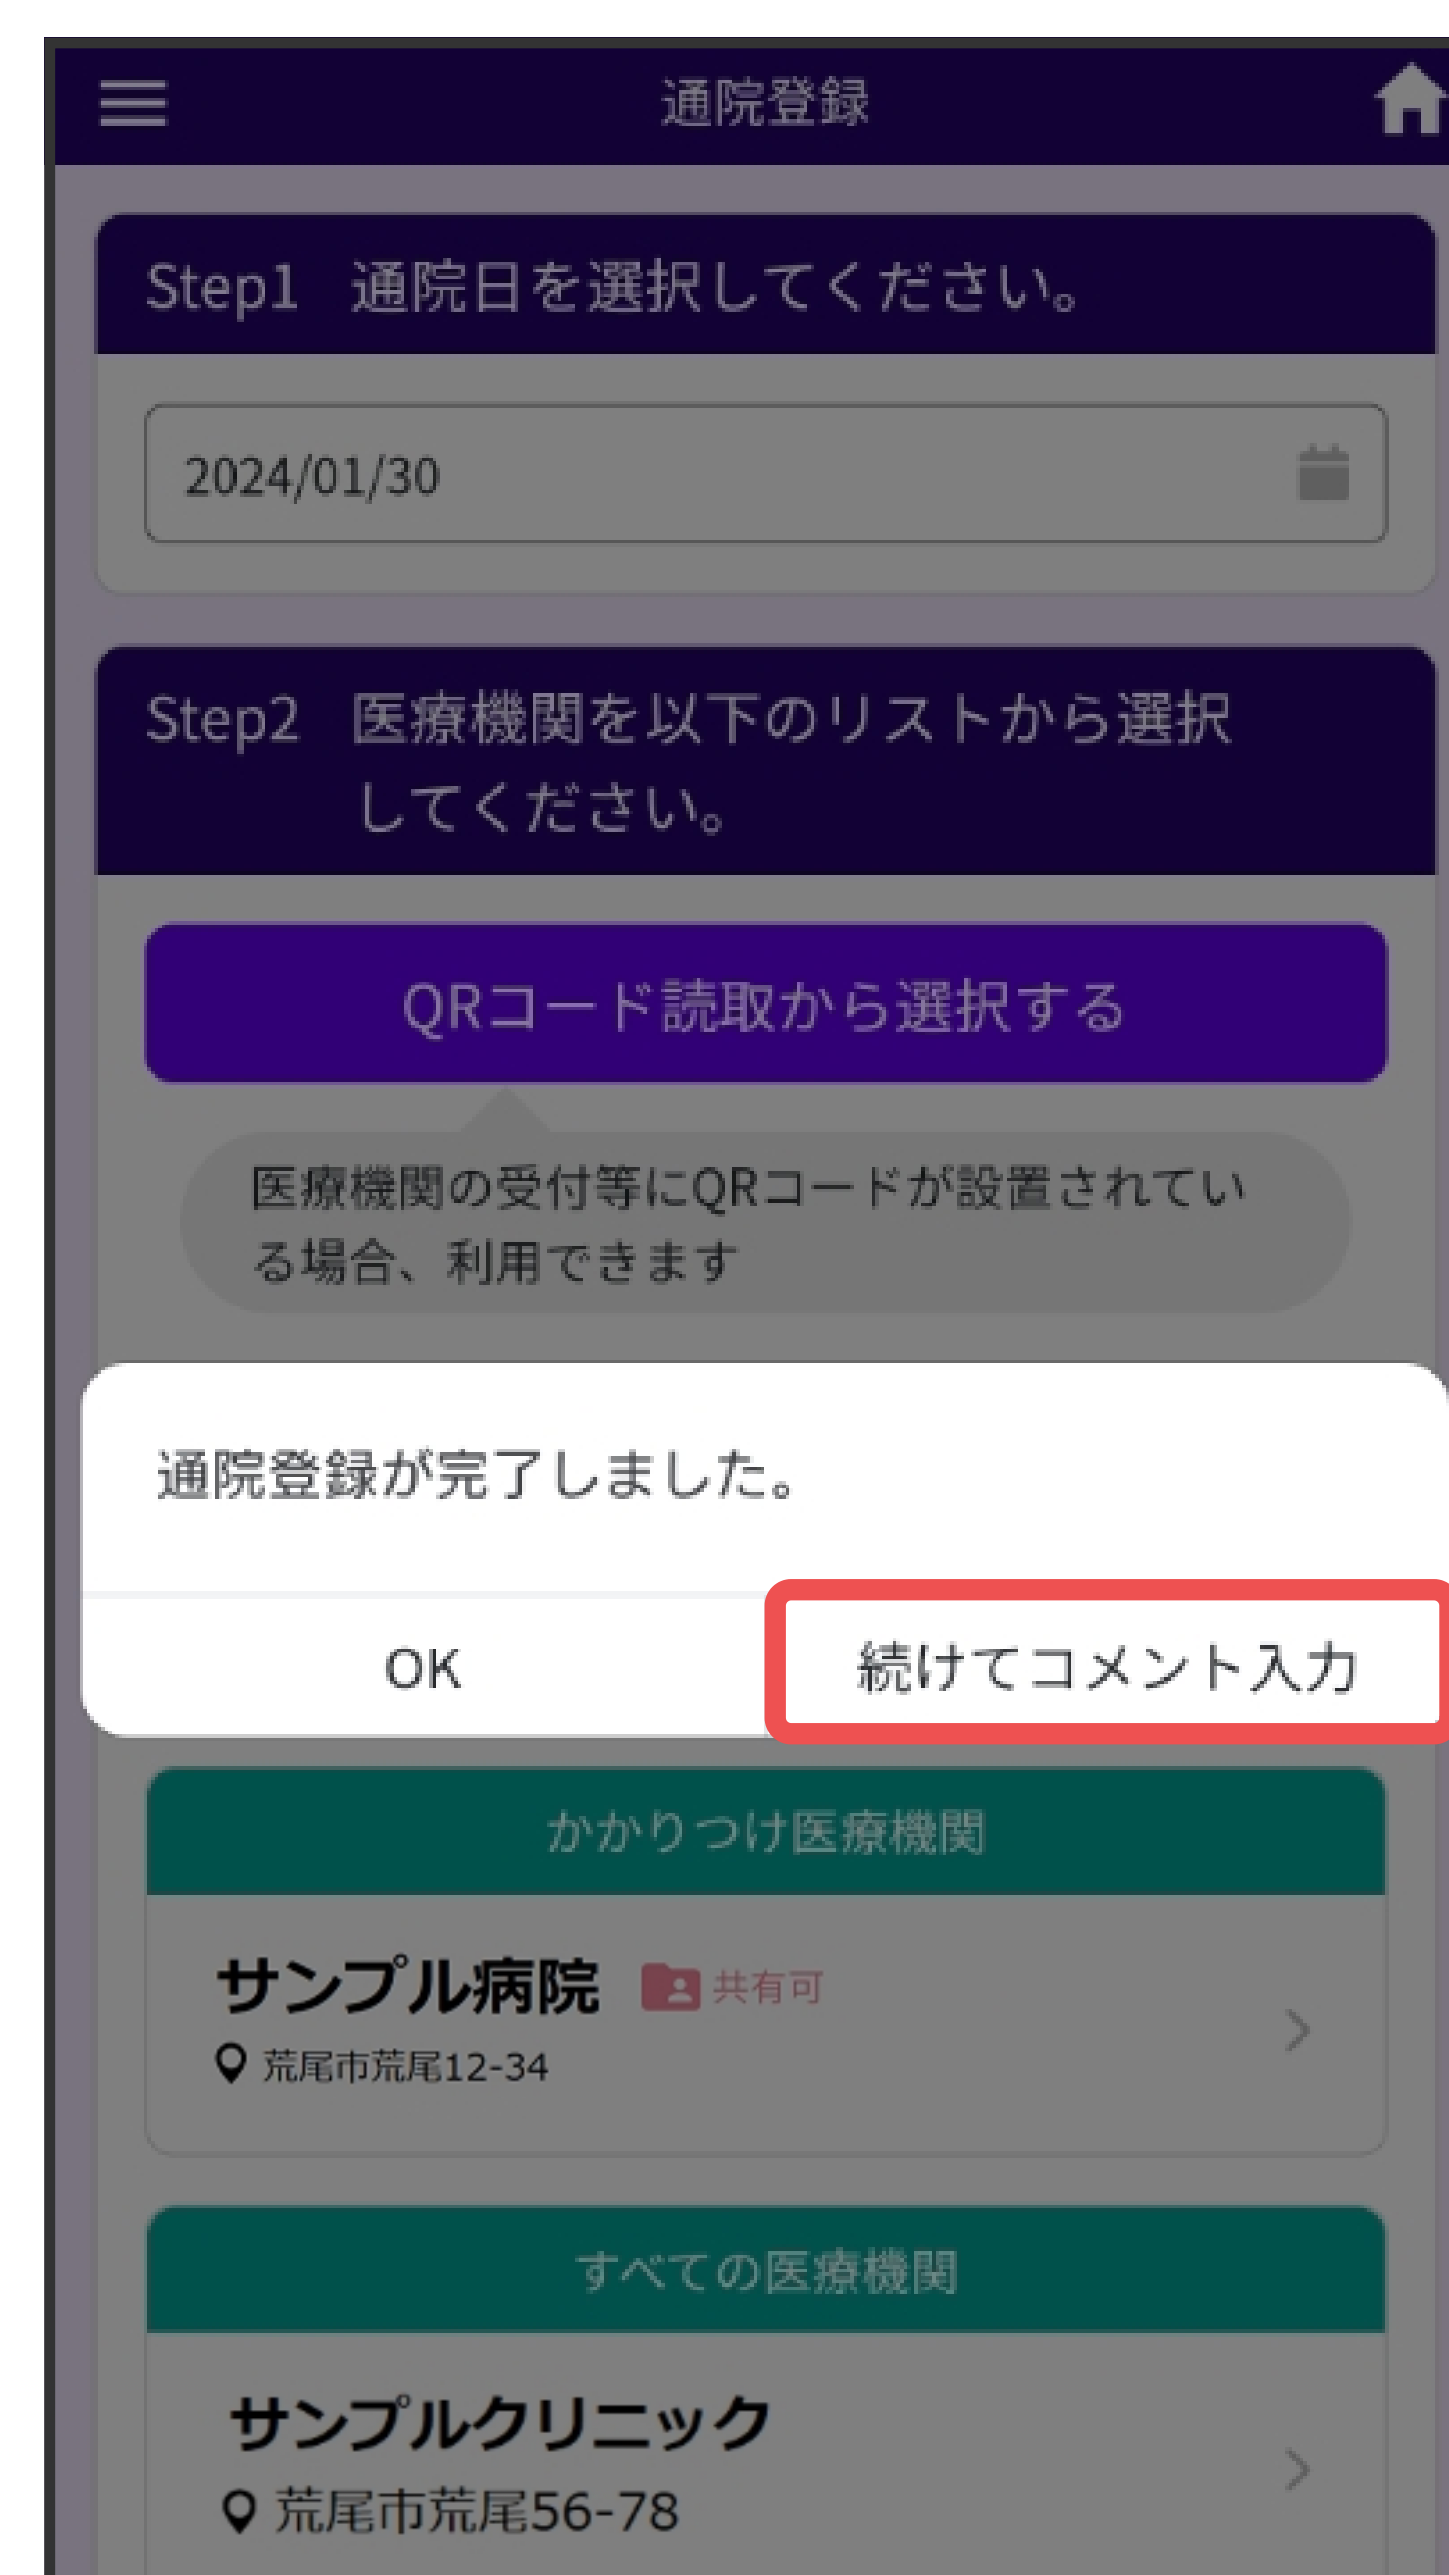 通院登録
Step1 通院日を選択してください。
2024/01/30
Step2 医療機関を以下のリストから選択
してください。
QRコード読取から選択する
医療機関の受付等にQRコードが設置されてい
る場合、利用できます
通院登録が完了しました。
OK 続けてコメント入力
かかりつけ医療機関
サンプル病院 共有可
荒尾市荒尾12-34
すべての医療機関
サンプルクリニック
荒尾市荒尾56-78